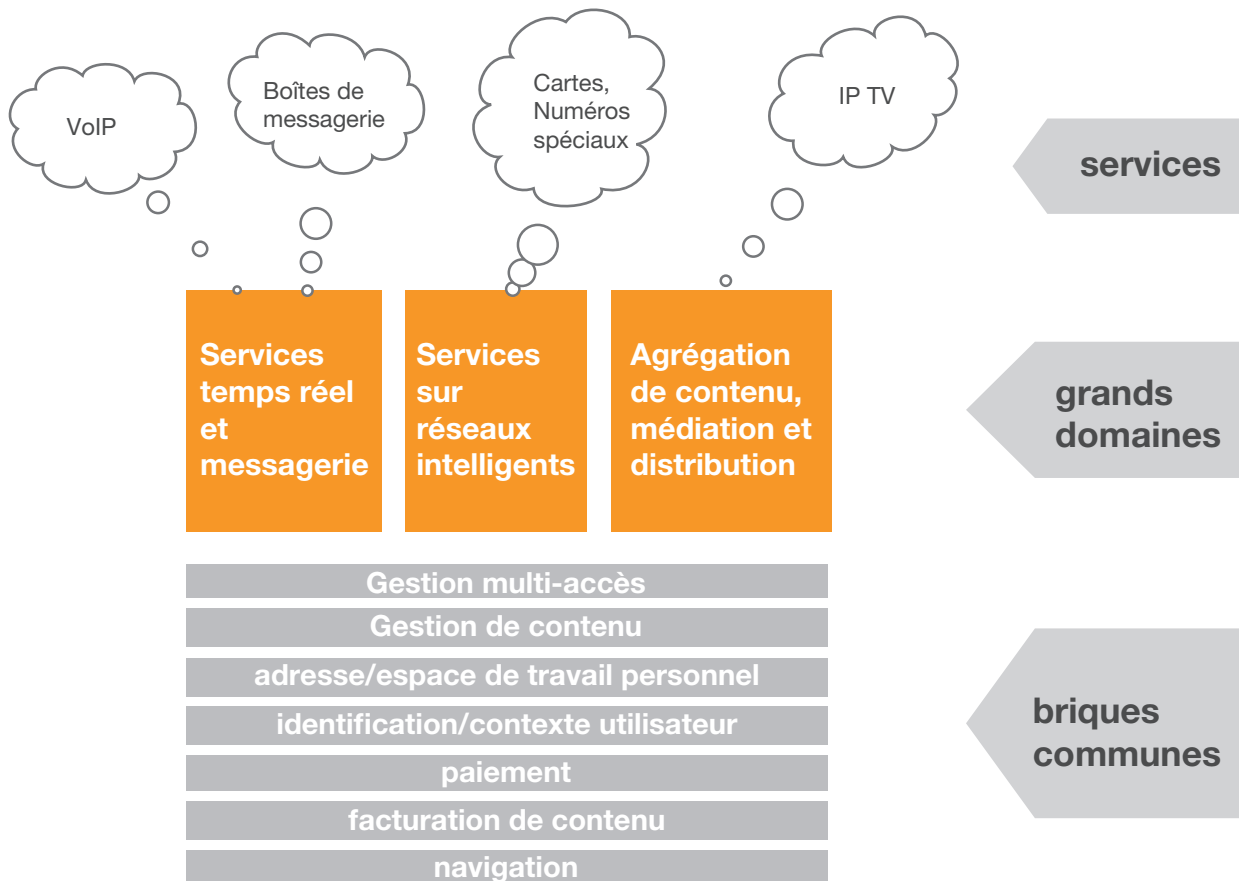 VoIP
Boîtes de
messagerie
Cartes,
Numéros
spéciaux
IP TV
services
Services
temps réel
et
messagerie
Services
sur
réseaux
intelligents
Agrégation
de contenu,
médiation et
distribution
grands
domaines
Gestion multi-accès
Gestion de contenu
adresse/espace de travail personnel
identification/contexte utilisateur
paiement
facturation de contenu
navigation
briques
communes